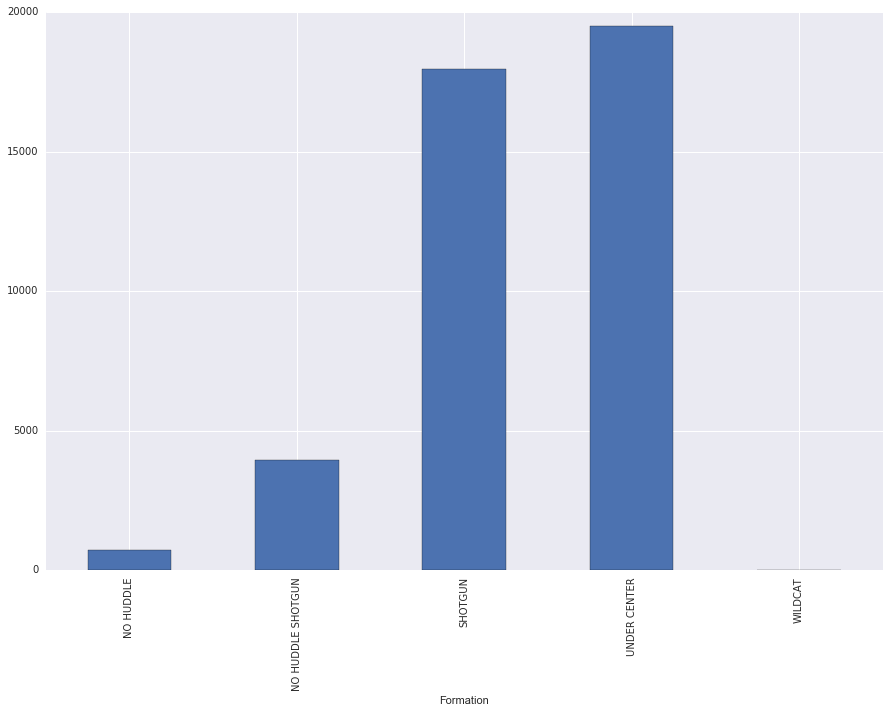 20000
15000
10000
5000
0
NO HUDDLE
NO HUDDLE SHOTGUN
SHOTGUN
UNDER CENTER
WILDCAT
Formation